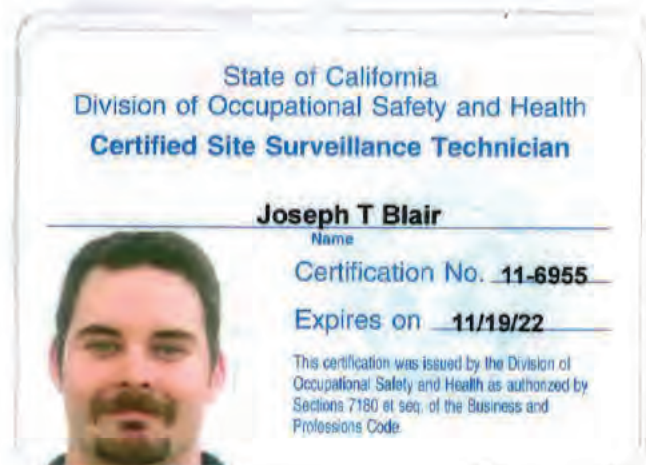 State of California
Division of Occupational Safety and Health
Certified Site Surveillance Technician
Joseph T Blair
Name
Certification No. 11-6955
Expires on 11/19/22
This certification was issued by the Division of
Occupational Safety and Health as authorized by
Sections 7180 et seq. of the Business and
Professions Code.